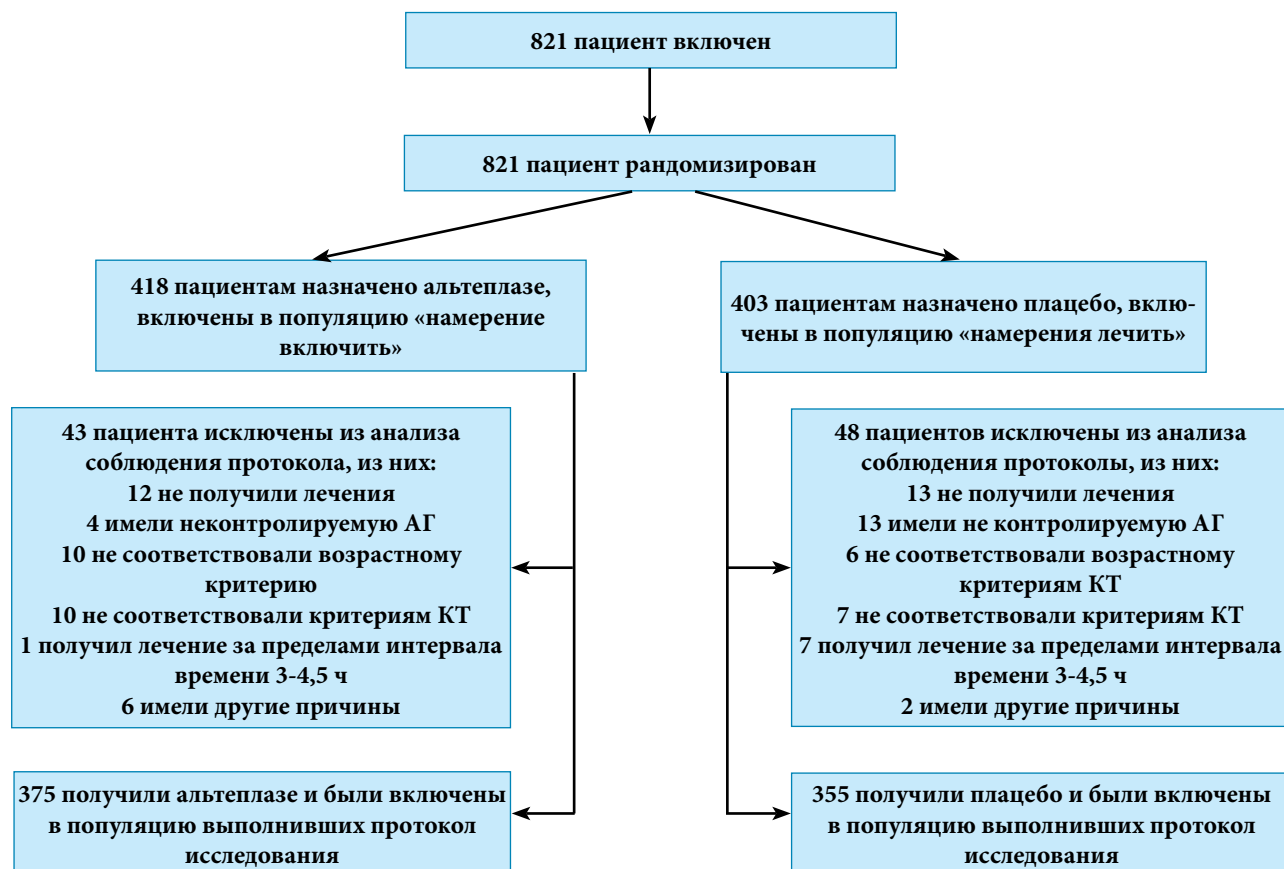 821 пациент включен
821 пациент рандомизирован
418 пациентам назначено альтеплазе,
включены в популяцию «намерение
включить»
403 пациентам назначено плацебо, вклю-
чены в популяцию «намерения лечить»
43 пациента исключены из анализа
соблюдения протокола, из них:
12 не получили лечения
4 имели неконтролируемую АГ
10 не соответствовали возрастному
критерию
10 не соответствовали критериям КТ
1 получил лечение за пределами интервала
времени 3-4,5 ч
6 имели другие причины
48 пациентов исключены из анализа
соблюдения протоколы, из них:
13 не получили лечения
13 имели не контролируемую АГ
6 не соответствовали возрастному
критериям КТ
7 не соответствовали критериям КТ
7 получил лечение за пределами интервала
времени 3-4,5 ч
2 имели другие причины
375 получили альтеплазе и были включены
в популяцию выполнивших протокол
исследования
355 получили плацебо и были включены
в популяцию выполнивших протокол
исследования